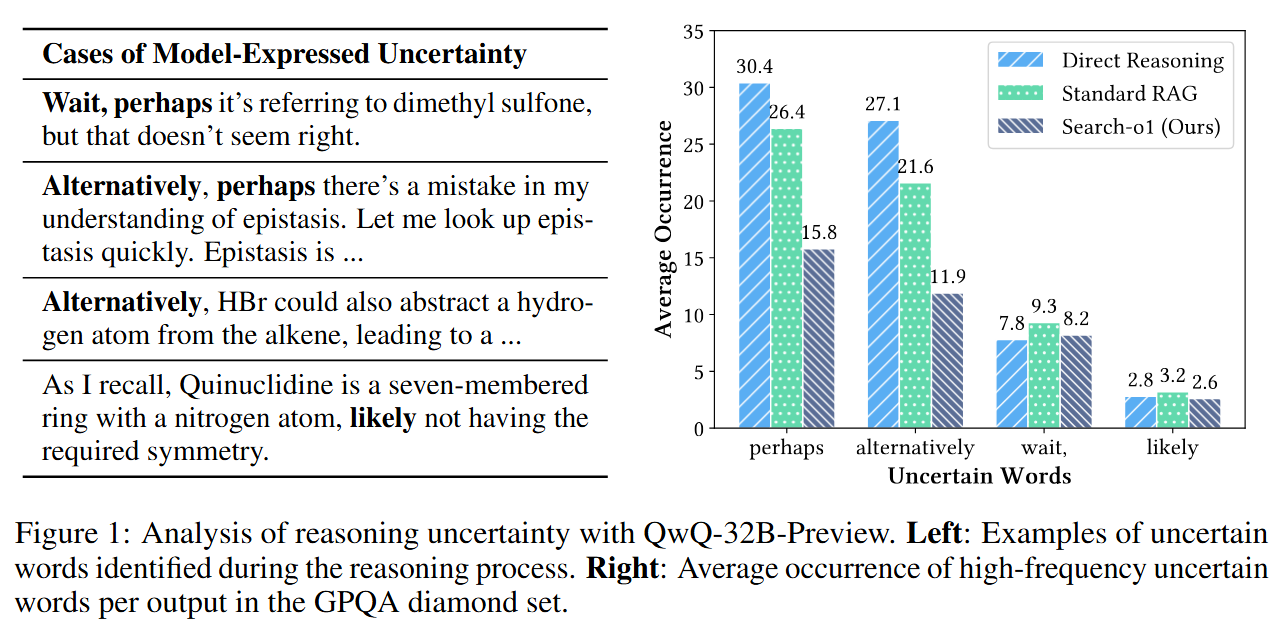 Cases of Model-Expressed Uncertainty
Wait, perhaps it's referring to dimethyl sulfone,
but that doesn't seem right.
Alternatively, perhaps there's a mistake in my
understanding of epistasis. Let me look up epis-
tasis quickly. Epistasis is ...
Alternatively, HBr could also abstract a hydro-
gen atom from the alkene, leading to a ...
As I recall, Quinuclidine is a seven-membered
ring with a nitrogen atom, likely not having the
required symmetry.
Average Occurrence
35
30
25
20
15
10
5
0
Direct Reasoning
Standard RAG
Search-o1 (Ours)
30.4
26.4
15.8
27.1
21.6
11.9
7.8
9.3
8.2
2.8
3.2
2.6
perhaps
alternatively
wait,
likely
Uncertain Words
Figure 1: Analysis of reasoning uncertainty with QwQ-32B-Preview. Left: Examples of uncertain
words identified during the reasoning process. Right: Average occurrence of high-frequency uncertain
words per output in the GPQA diamond set.